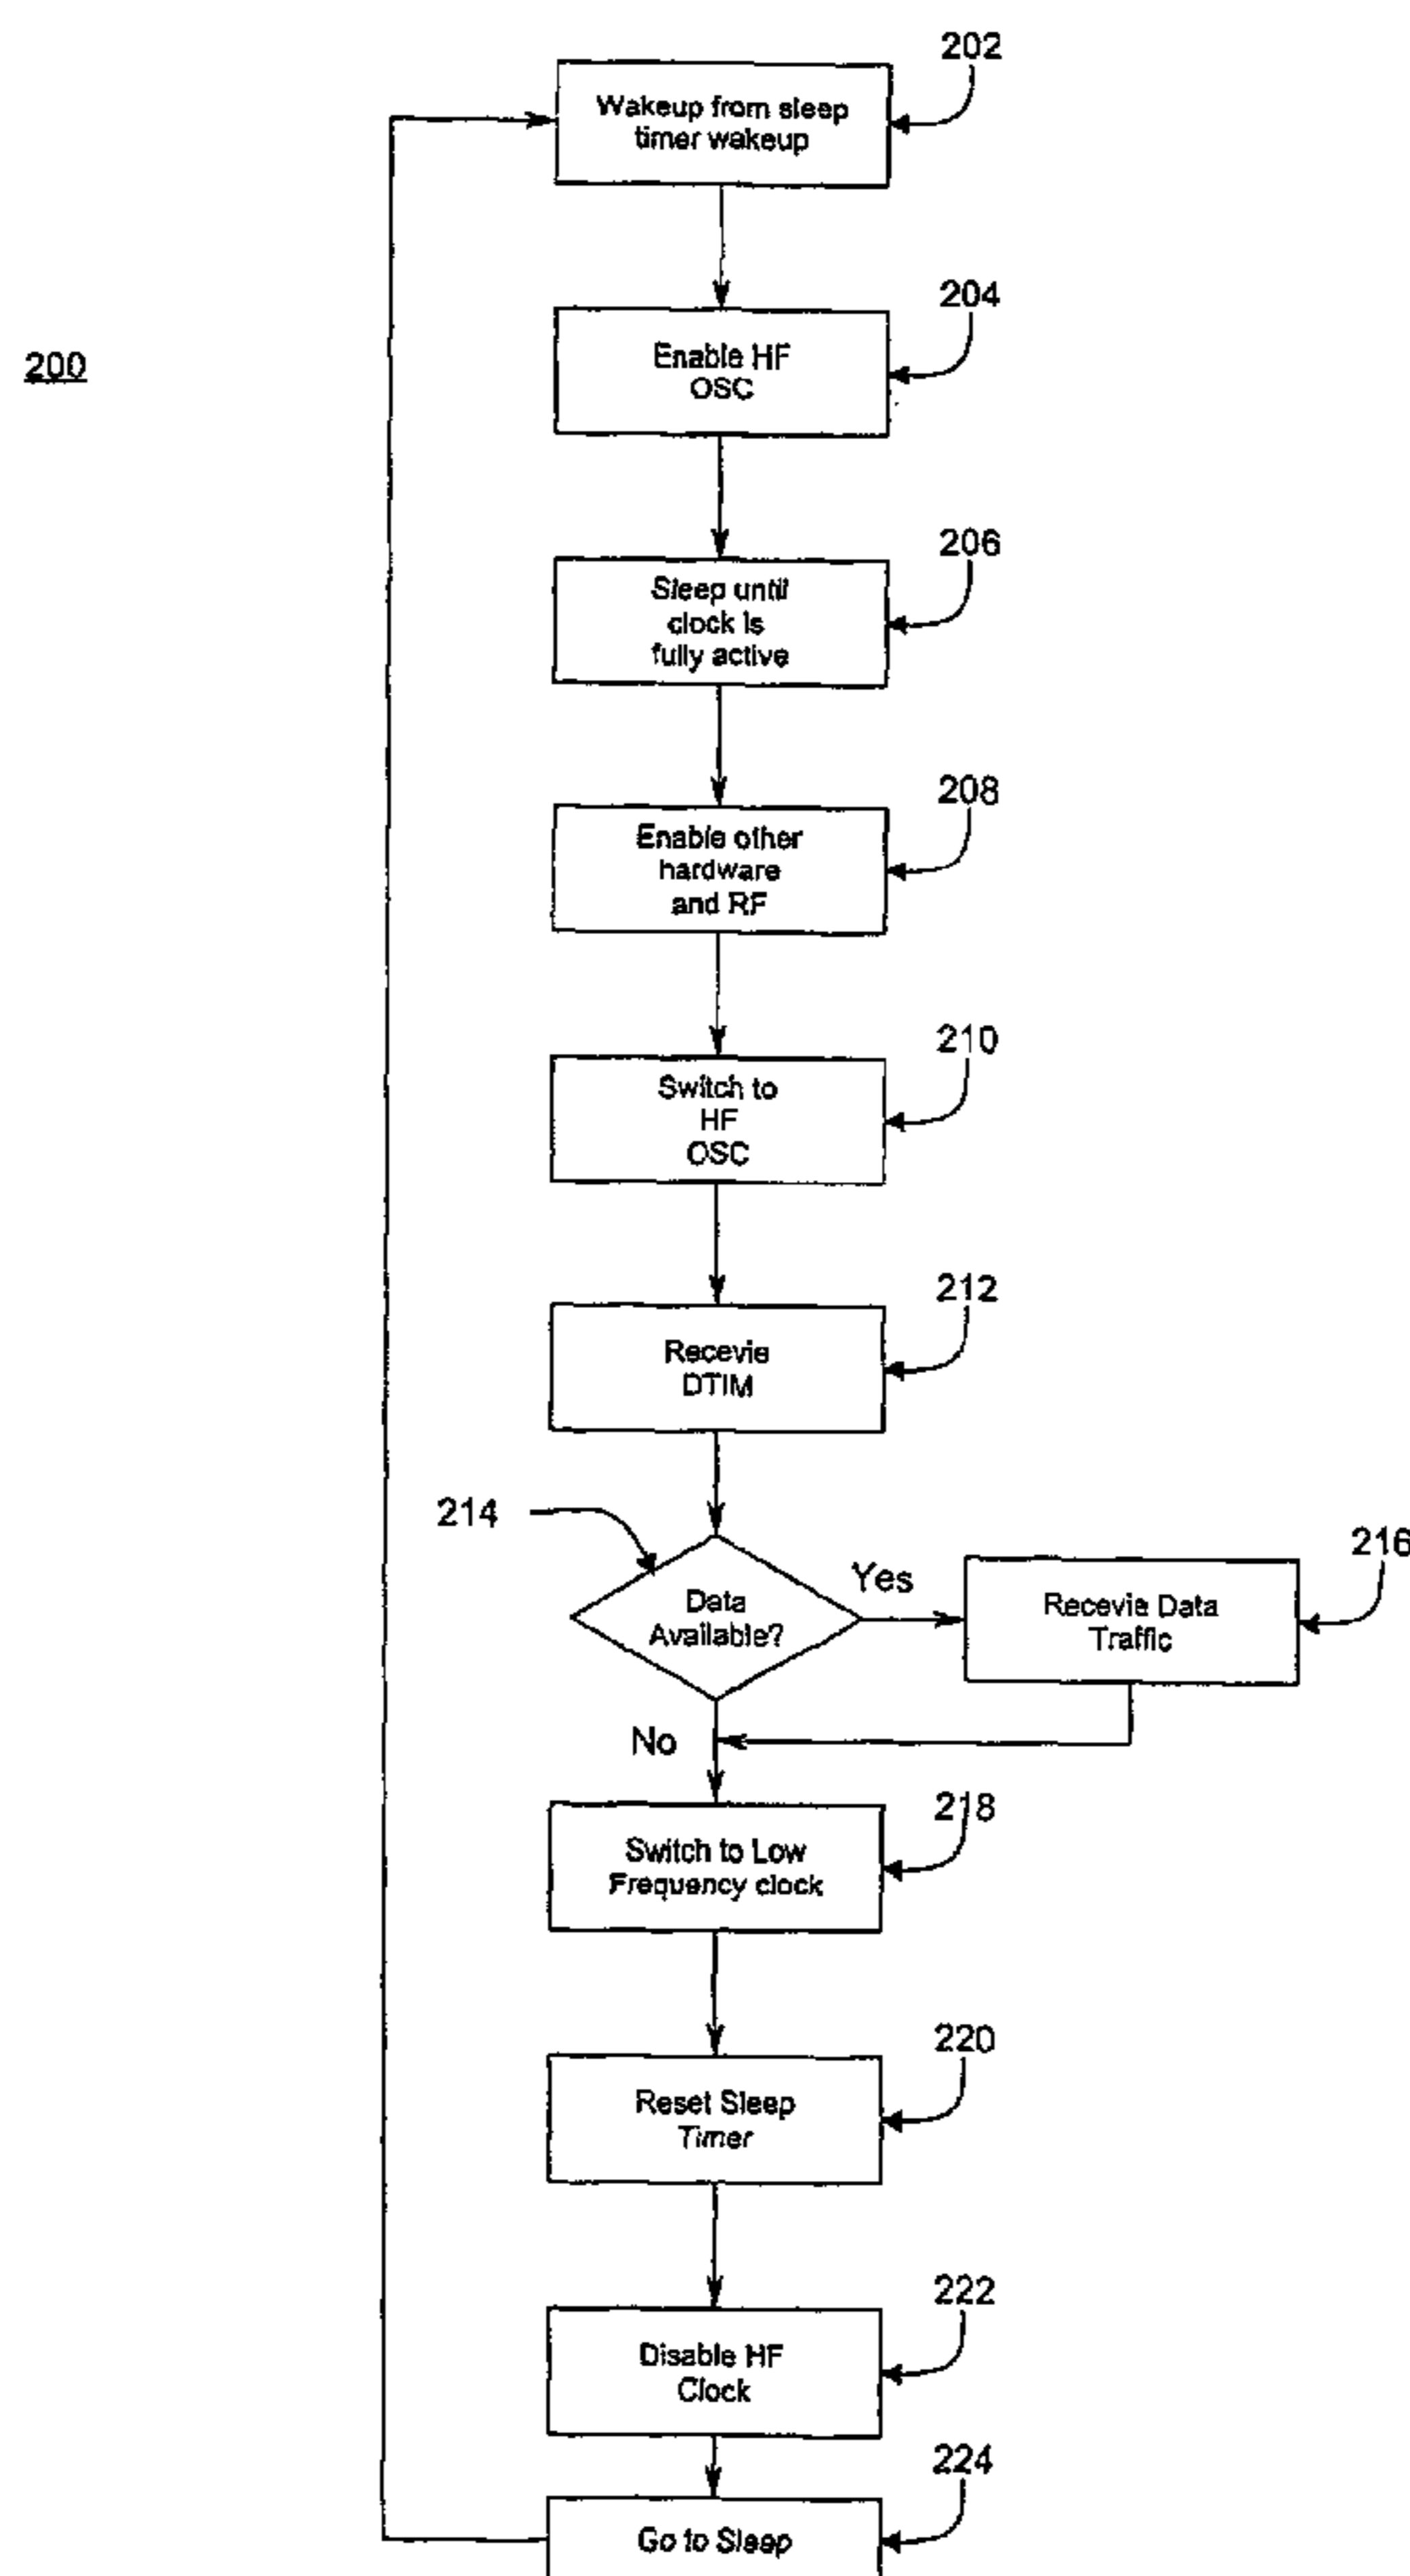 202
Wakeup from sleep
timer wakeup
204
200
Enable HF
OSC
206
Sleep until
clock is
fully active
208
Enable other
hardware
and RF
210
Switch to
HF
OSC
212
Recevie
DTIM
214
216
Yes
Data
Available?
Recevie Data
Traffic
No
218
Switch to Low
Frequency clock
220
Reset Sleep
Timer
222
Disable HF
Clock
224
Go to Sleep